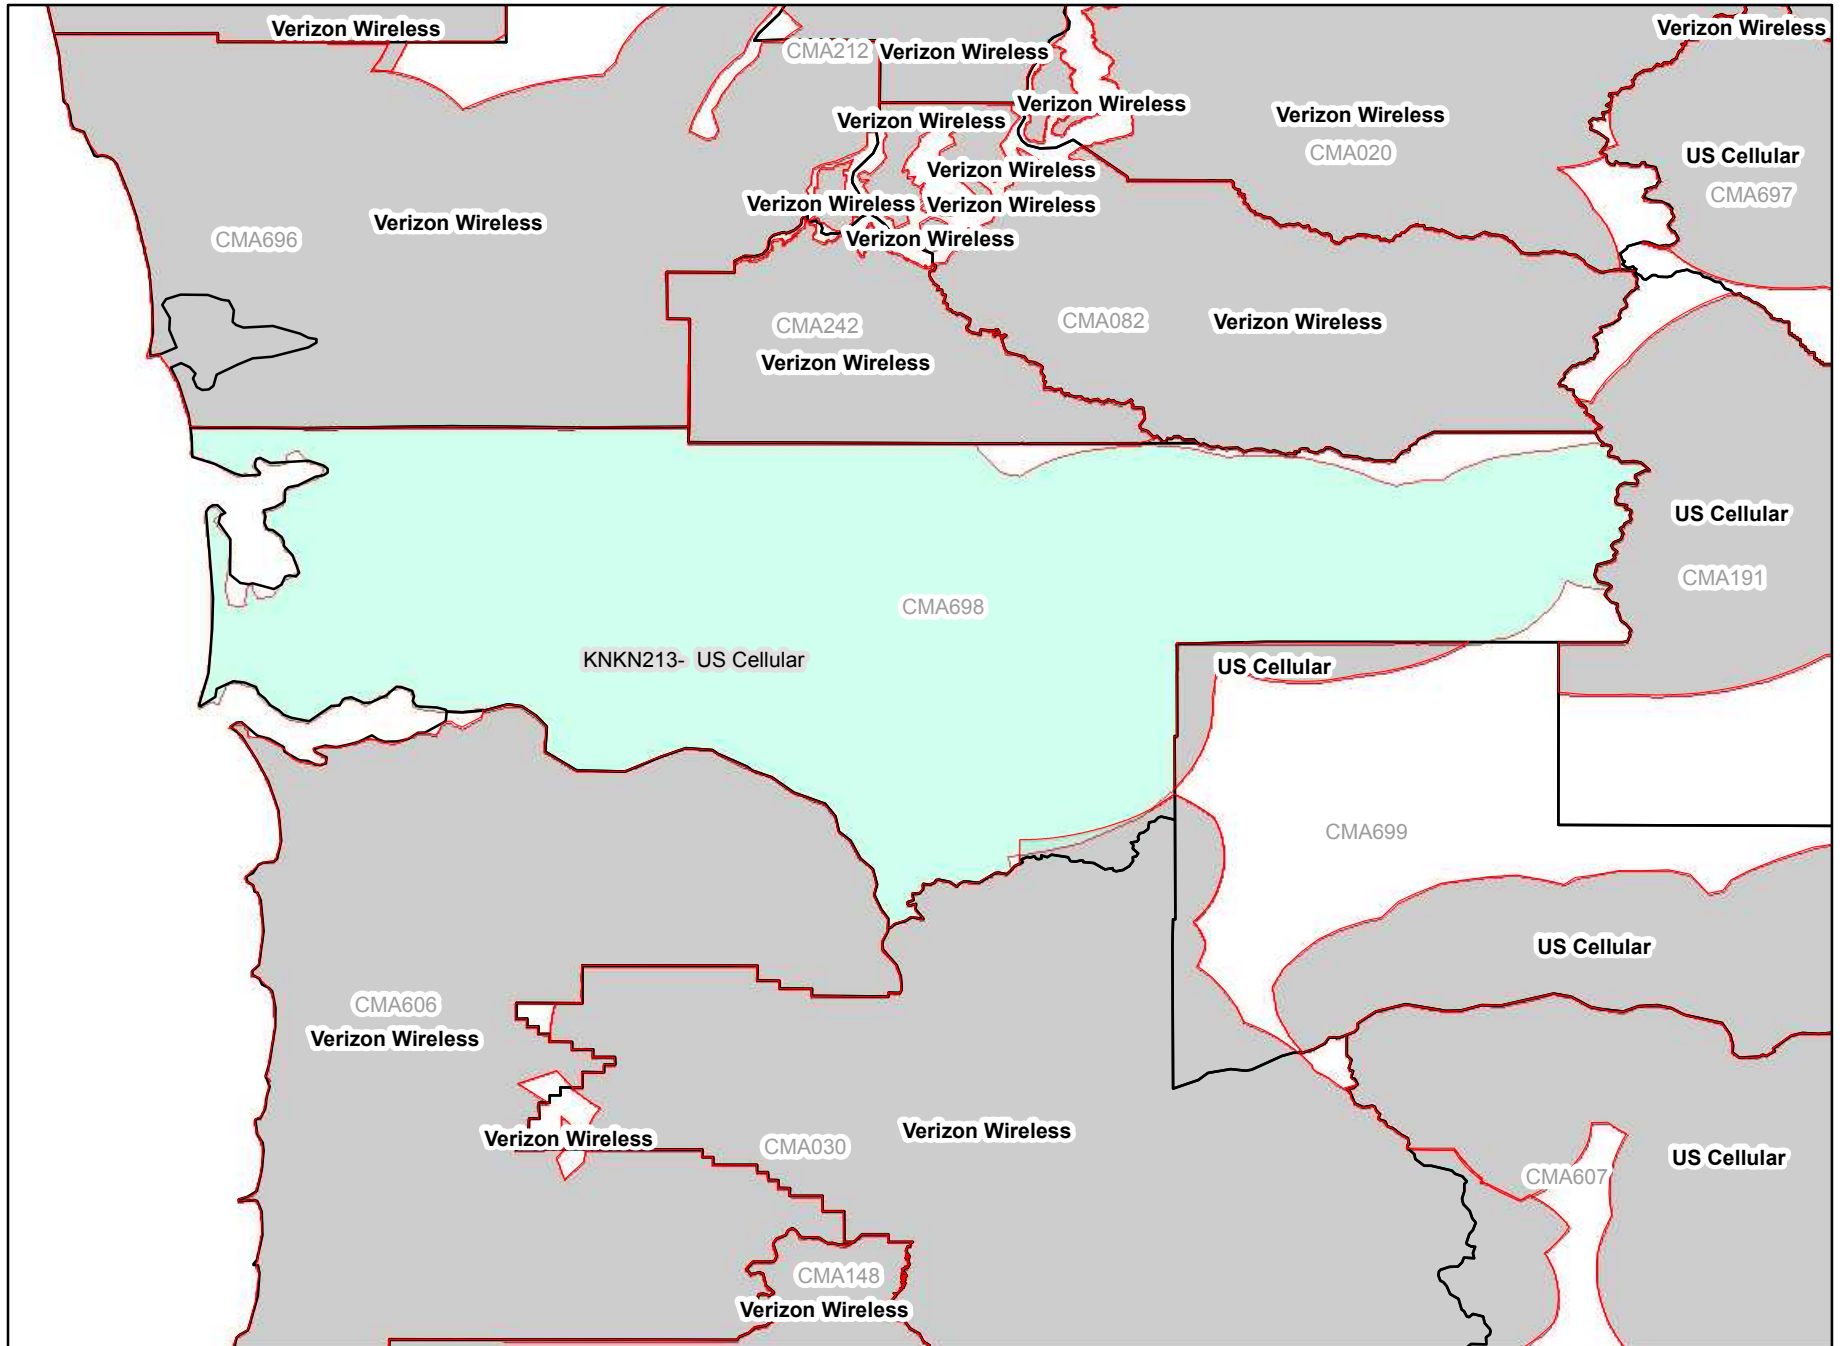 Verizon Wireless
Verizon Wireless
CMA212
Verizon Wireless
Verizon Wireless
Verizon Wireless
Verizon Wireless
CMA020
US Cellular
CMA697
Verizon Wireless
Verizon Wireless
Verizon Wireless
Verizon Wireless
Verizon Wireless
CMA696
Verizon Wireless
CMA242
Verizon Wireless
CMA082
Verizon Wireless
US Cellular
CMA191
CMA698
KNKN213- US Cellular
US Cellular
CMA699
US Cellular
CMA606
Verizon Wireless
Verizon Wireless
CMA030
Verizon Wireless
US Cellular
CMA607
CMA148
Verizon Wireless